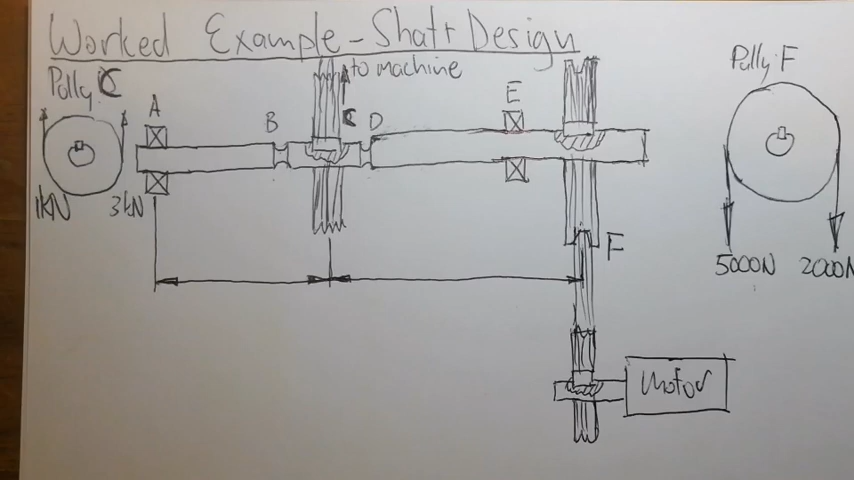 Worked Example - Shaft Design
to machine
Pully C
A
B
C
D
E
Pully F
1kN
3kN
F
5000N
2000N
Motor